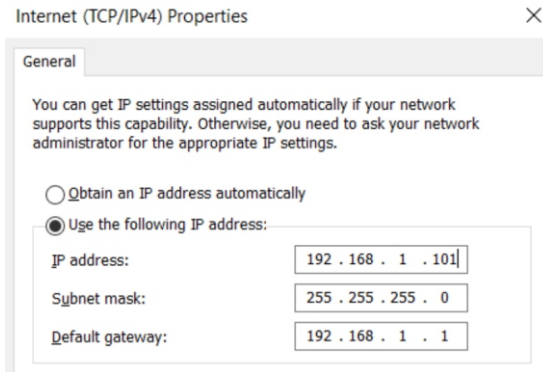 Internet (TCP/IPv4) Properties
General
You can get IP settings assigned automatically if your network
supports this capability. Otherwise, you need to ask your network
administrator for the appropriate IP settings.
Obtain an IP address automatically
Use the following IP address:
IP address: 192 . 168 . 1 . 101
Subnet mask: 255 . 255 . 255 . 0
Default gateway: 192 . 168 . 1 . 1